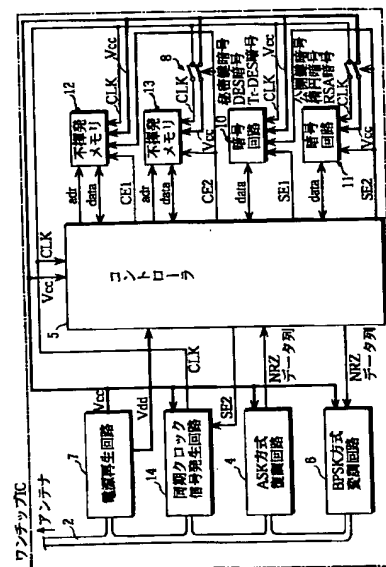 ワンチップIC
アンテナ
2
7
電源再生回路
Vcc
Vdd
14
同期クロック
信号発生回路
CLK
SE2
4
ASK方式
復調回路
NRZ
データ列
6
BPSK方式
変調回路
NRZ
データ列
5
Vcc
CLK
コントローラ
adr
data
CE1
12
不揮発
メモリ
CLK
Vcc
adr
data
CE2
13
不揮発
メモリ
CLK
Vcc
8
data
SE1
10
暗号
回路
秘密鍵暗号
DES暗号
Tr-DES暗号
CLK
Vcc
data
SE2
11
暗号
回路
公開鍵暗号
楕円暗号
RSA暗号
CLK
Vcc